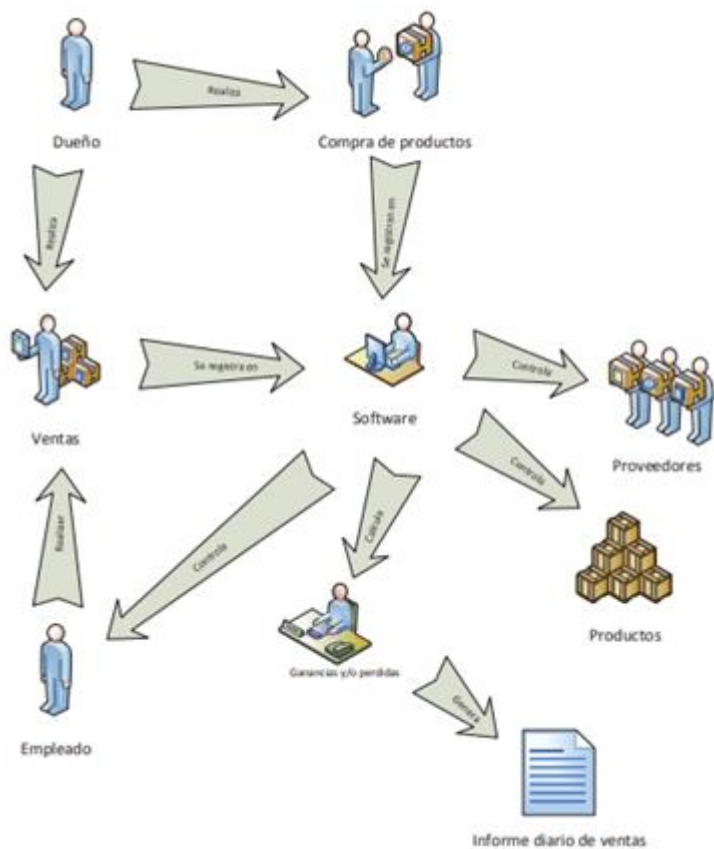 Realiza
Dueño
Compra de productos
Realiza
Se registran en
Se registra en
Controla
Ventas
Software
Proveedores
Controla
Realizar
Controla
Calcula
Productos
Ganancias y/o perdidas
Genera
Empleado
Informe diario de ventas